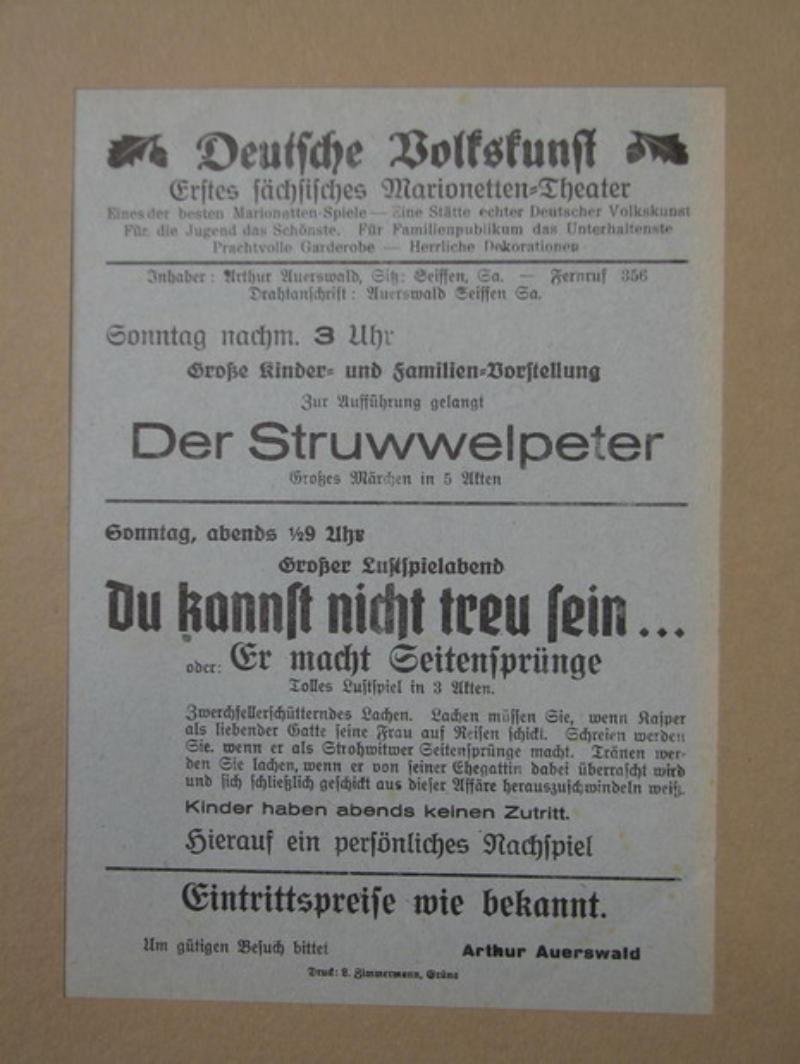 Deutsche Volkskunst
Erstes sächsisches Marionetten-Theater
Eines der besten Marionetten-Spiele — Eine Stätte echter Deutscher Volkskunst
Für die Jugend das Schönste. Für Familienpublikum das Unterhaltenste
Prachtvolle Garderobe — Herrliche Dekorationen
Inhaber: Arthur Auerswald, Sitz: Seiffen, Sa. — Fernruf 356
Drahtanschrift: Auerswald Seiffen Sa.
Sonntag nachm. 3 Uhr
Große Kinder- und Familien-Vorstellung
Zur Aufführung gelangt
Der Struwwelpeter
Großes Märchen in 5 Akten
Sonntag, abends ½9 Uhr
Großer Lustspielabend
Du kannst nicht treu sein...
oder: Er macht Seitensprünge
Tolles Lustspiel in 3 Akten.
Zwerchfellerschütterndes Lachen. Lachen müssen Sie, wenn Kasper
als liebender Gatte seine Frau auf Reisen schickt. Schreien werden
Sie, wenn er als Strohwitwer Seitensprünge macht. Tränen wer-
den Sie lachen, wenn er von seiner Ehegattin dabei überrascht wird
und sich schließlich geschickt aus dieser Affäre herauszuschwindeln weiß.
Kinder haben abends keinen Zutritt.
Hierauf ein persönliches Nachspiel
Eintrittspreise wie bekannt.
Um gütigen Besuch bittet Arthur Auerswald
Druck: L. Zimmermann, Grüna